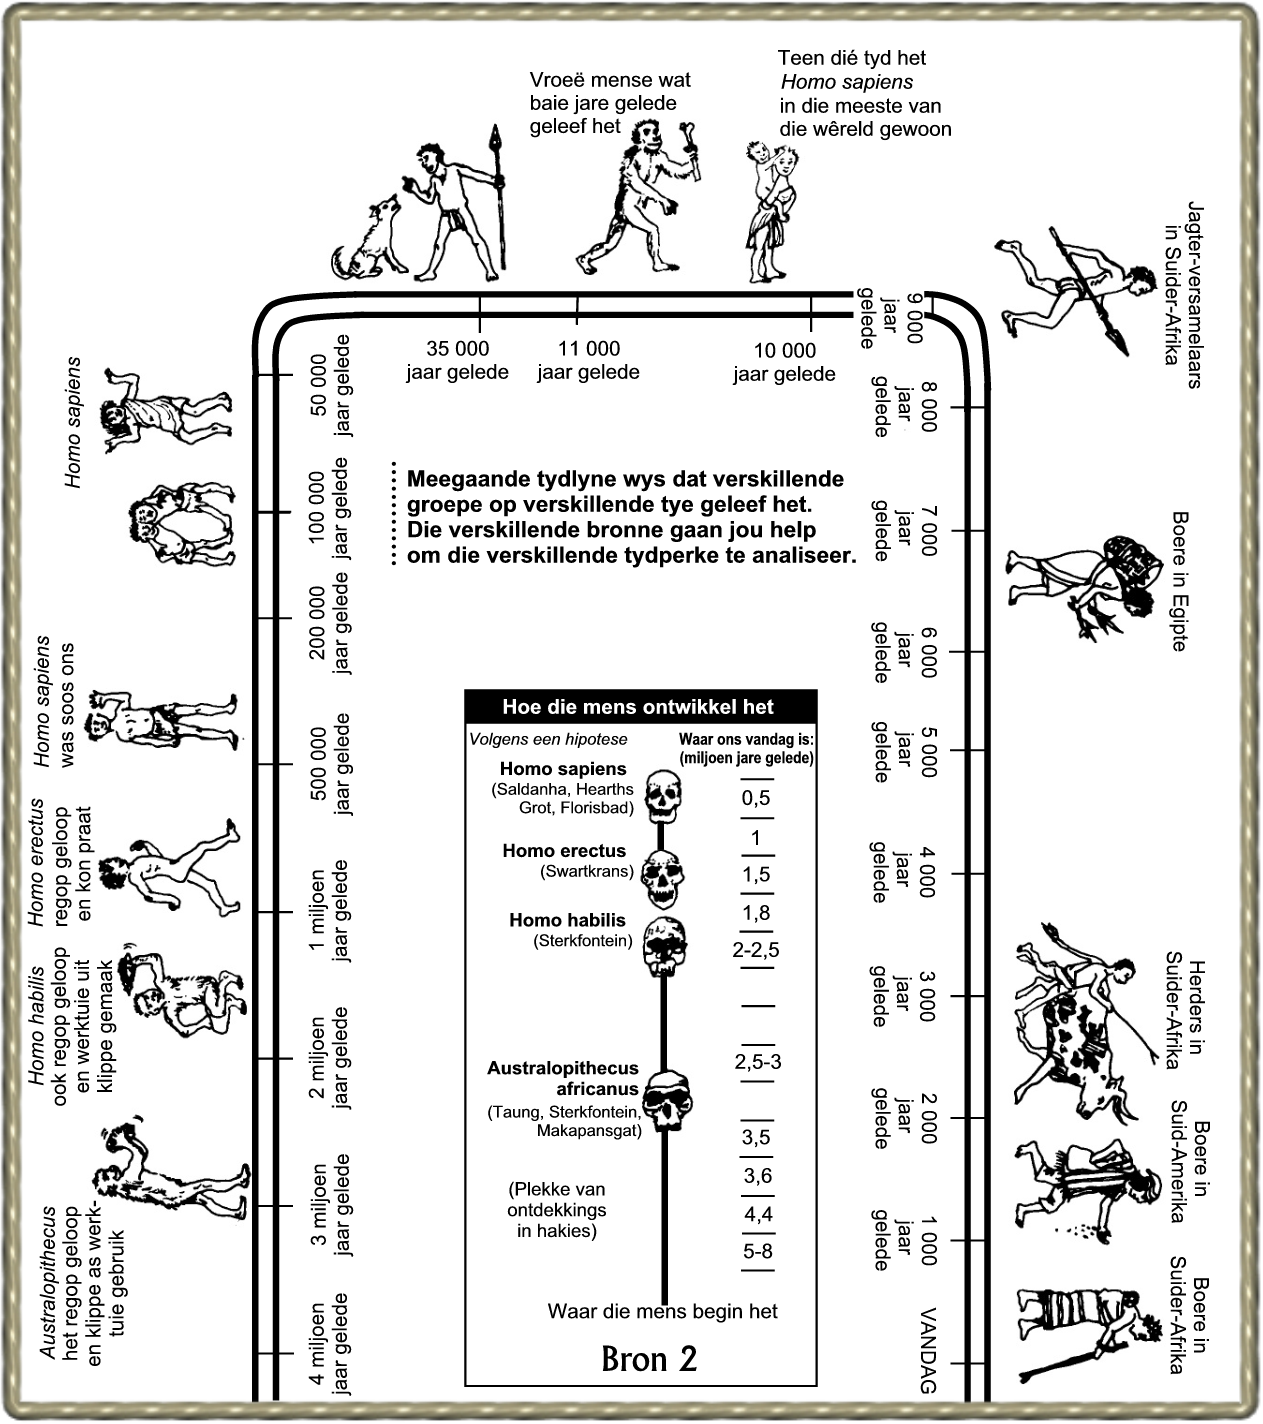 Vroeë mense wat
baie jare gelede
geleef het
Teen dié tyd het
Homo sapiens
in die meeste van
die wêreld gewoon
35 000
jaar gelede
11 000
jaar gelede
10 000
jaar gelede
9 000
jaar
gelede
Homo sapiens
50 000
jaar gelede
100 000
jaar gelede
200 000
jaar gelede
Homo sapiens
was soos ons
500 000
jaar gelede
Homo erectus
regop geloop
en kon praat
1 miljoen
jaar gelede
Homo habilis
ook regop geloop
en werktuie uit
klippe gemaak
2 miljoen
jaar gelede
Australopithecus
het regop geloop
en klippe as werk-
tuie gebruik
3 miljoen
jaar gelede
4 miljoen
jaar gelede
Meegaande tydlyne wys dat verskillende
groepe op verskillende tye geleef het.
Die verskillende bronne gaan jou help
om die verskillende tydperke te analiseer.
Hoe die mens ontwikkel het
Volgens een hipotese
Waar ons vandag is:
(miljoen jare gelede)
Homo sapiens
(Saldanha, Hearths
Grot, Florisbad)
0,5
1
Homo erectus
(Swartkrans)
1,5
Homo habilis
(Sterkfontein)
1,8
2-2,5
Australopithecus
africanus
(Taung, Sterkfontein,
Makapansgat)
2,5-3
3,5
3,6
4,4
5-8
(Plekke van
ontdekkings
in hakies)
Waar die mens begin het
Bron 2
Jagter-versamelaars
in Suider-Afrika
8 000
jaar
gelede
7 000
jaar
gelede
Boere in Egipte
6 000
jaar
gelede
5 000
jaar
gelede
4 000
jaar
gelede
Herders in
Suider-Afrika
3 000
jaar
gelede
2 000
jaar
gelede
Boere in
Suid-Amerika
1 000
jaar
gelede
Boere in
Suider-Afrika
VANDAG